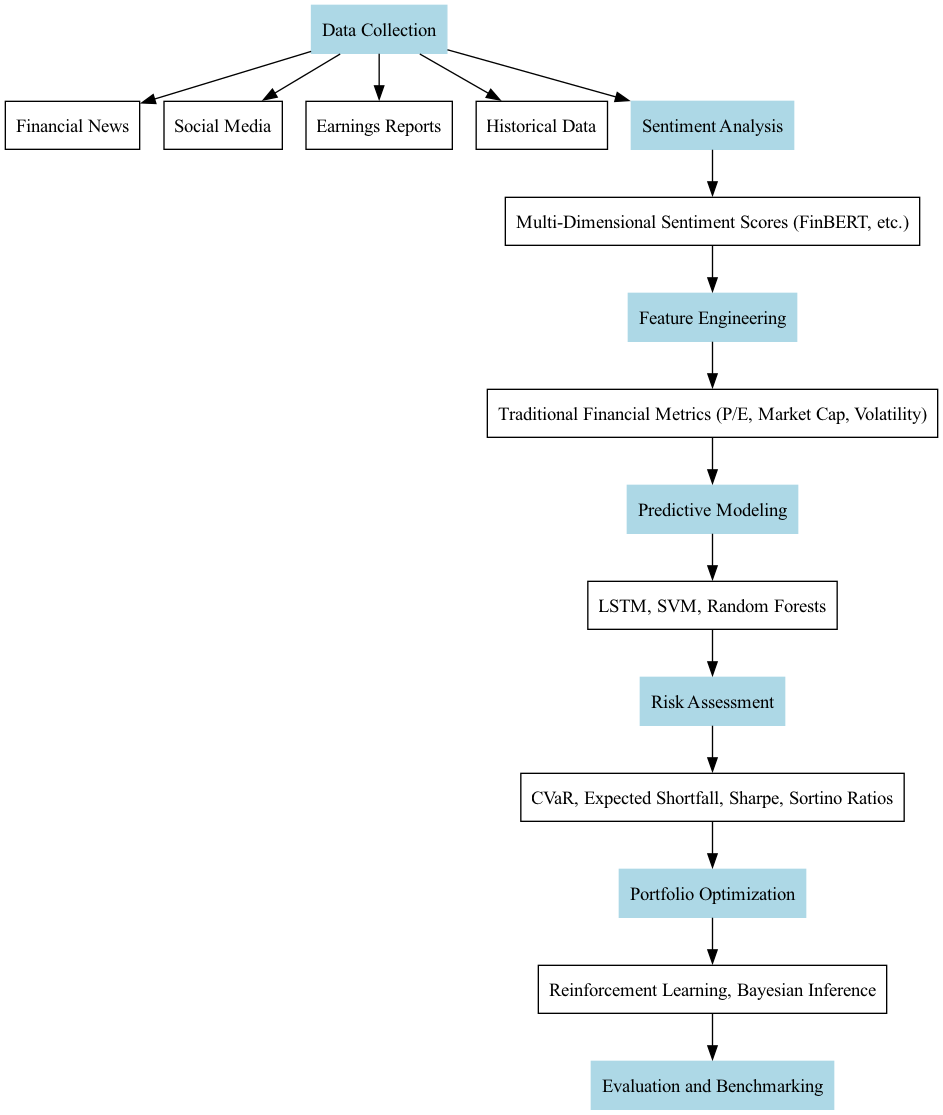 Data Collection
Financial News
Social Media
Earnings Reports
Historical Data
Sentiment Analysis
Multi-Dimensional Sentiment Scores (FinBERT, etc.)
Feature Engineering
Traditional Financial Metrics (P/E, Market Cap, Volatility)
Predictive Modeling
LSTM, SVM, Random Forests
Risk Assessment
CVaR, Expected Shortfall, Sharpe, Sortino Ratios
Portfolio Optimization
Reinforcement Learning, Bayesian Inference
Evaluation and Benchmarking